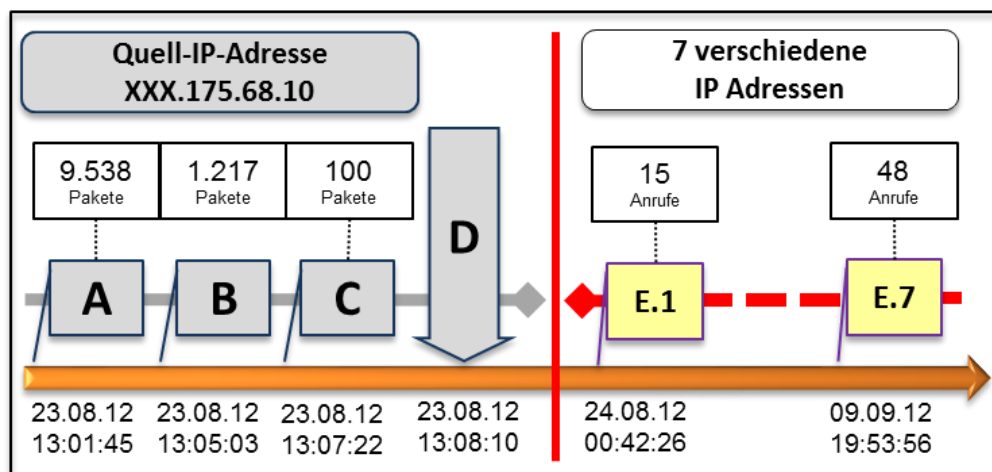 Quell-IP-Adresse
XXX.175.68.10
7 verschiedene
IP Adressen
9.538
Pakete
1.217
Pakete
100
Pakete
D
15
Anrufe
48
Anrufe
A
B
C
E.1
E.7
23.08.12
13:01:45
23.08.12
13:05:03
23.08.12
13:07:22
23.08.12
13:08:10
24.08.12
00:42:26
09.09.12
19:53:56